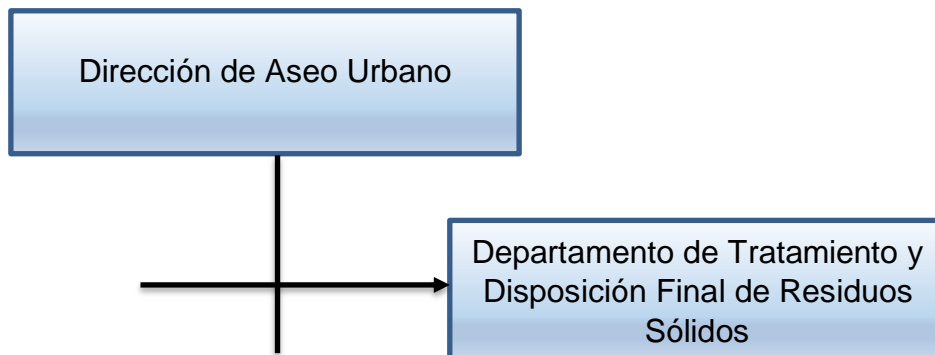 Dirección de Aseo Urbano
Departamento de Tratamiento y
Disposición Final de Residuos
Sólidos